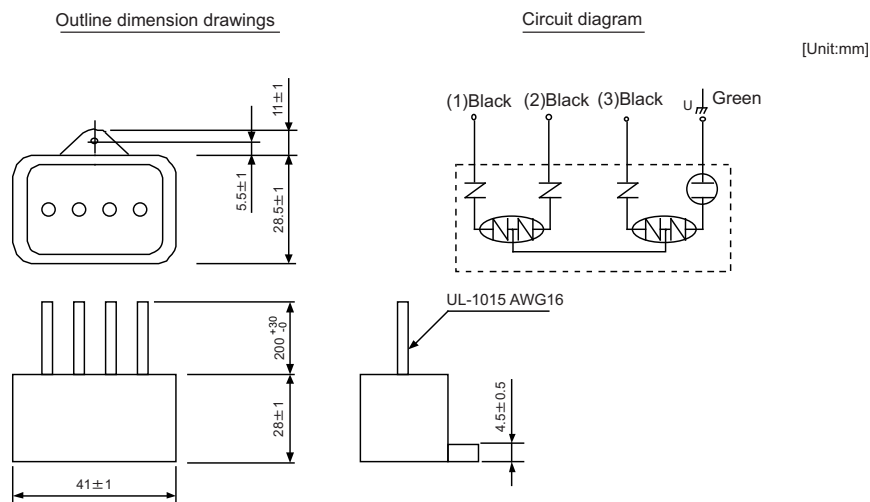 Outline dimension drawings
Circuit diagram
[Unit:mm]
11±1
5.5±1
28.5±1
(1)Black (2)Black (3)Black U Green
UL-1015 AWG16
200 +30 -0
28±1
4.5±0.5
41±1